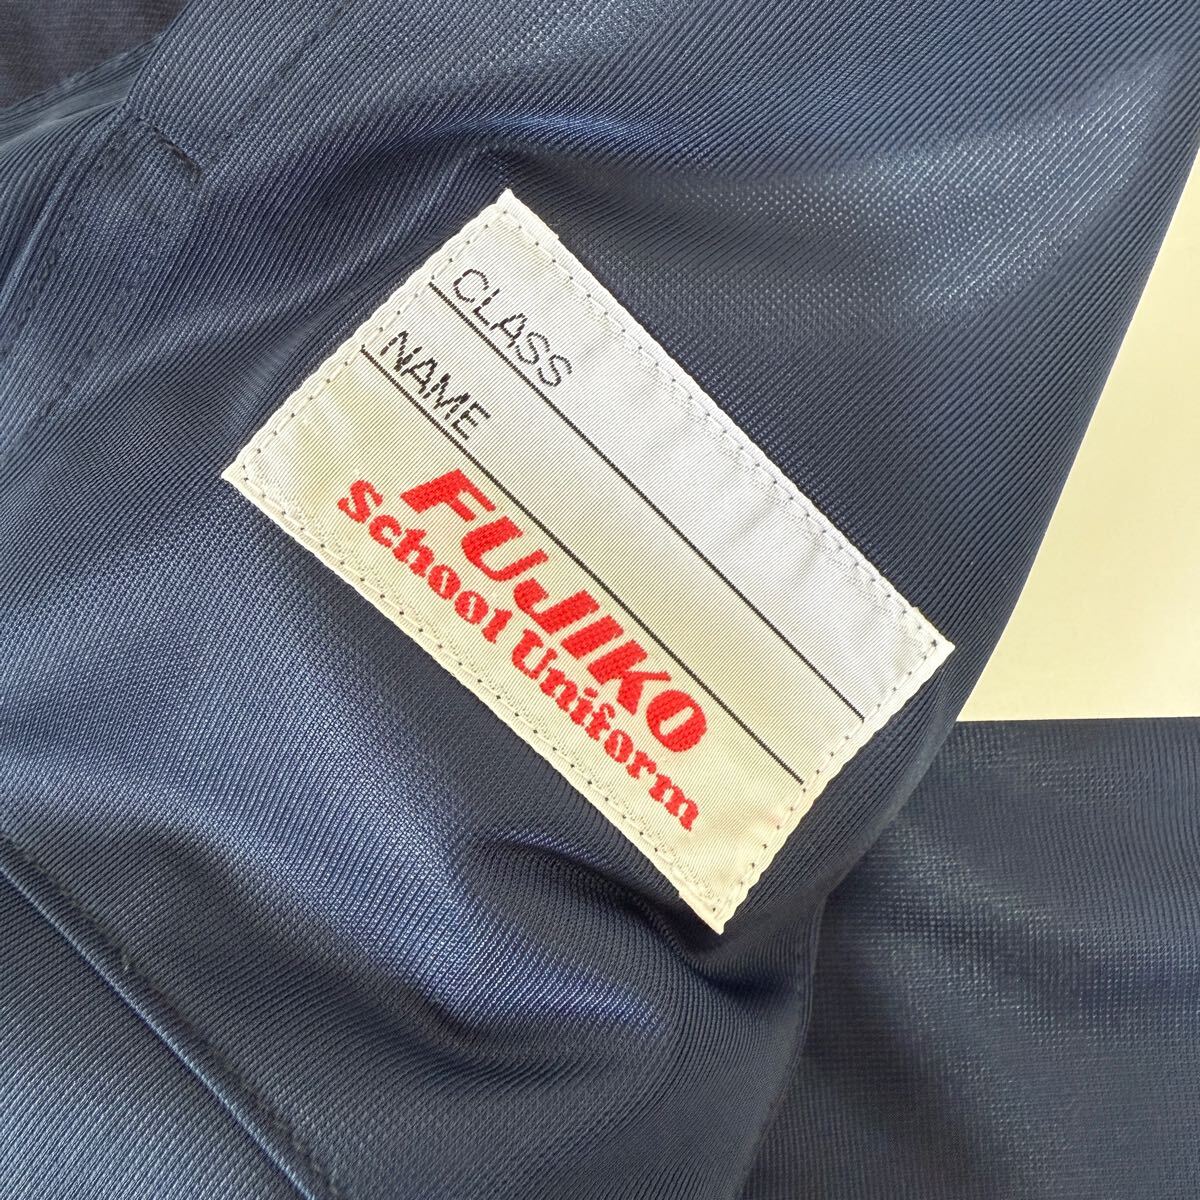 CLASS
NAME
FUJIKO
School Uniform